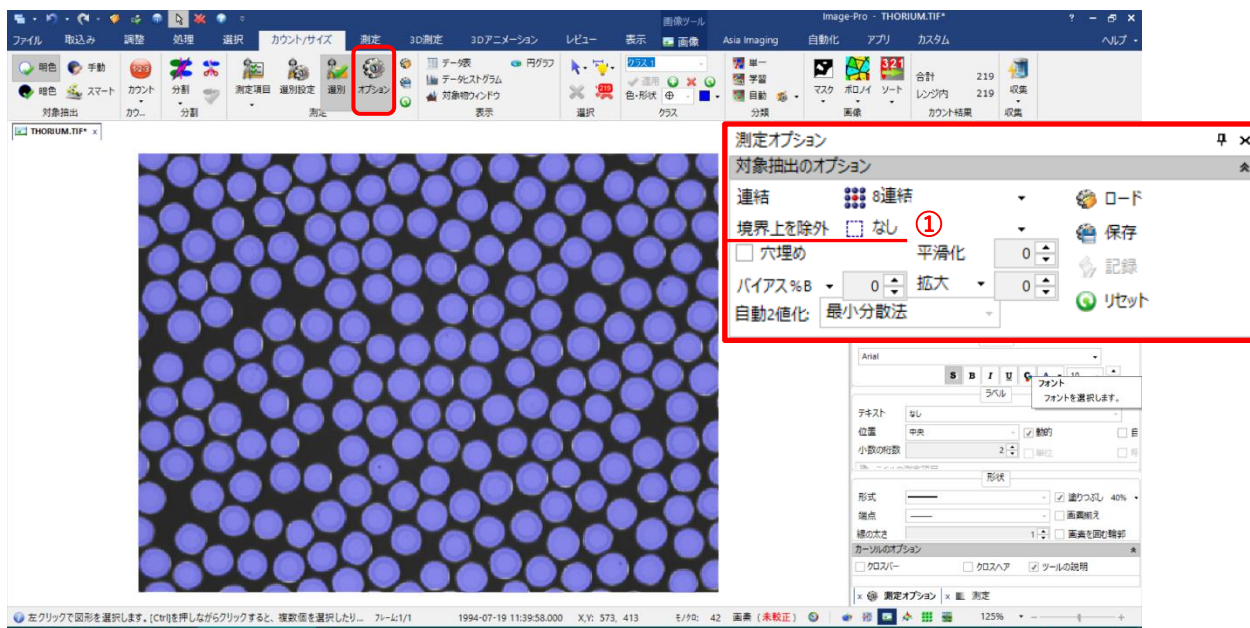 画像ツール
Image-Pro - THORIUM.TIF*
ファイル 取込み 調整 処理 選択 カウント/サイズ 測定 3D測定 3Dアニメーション レビュー 表示 画像 Asia Imaging 自動化 アプリ カスタム ヘルプ
明色 手動 カウント 分割 測定項目 選別設定 選別 オプション データ表 円グラフ クラス 1 単一 マスク ポロノイ ソート 合計 219 収集
暗色 スマート データヒストグラム 適用 学習 レンジ内 219
対象物ウィンドウ 色・形状 自動
対象抽出 カウ... 分割 測定 表示 選択 クラス 分類 画像 カウント結果 収集
THORIUM.TIF* x
測定オプション
対象抽出のオプション
連結 8連結 ロード
境界上を除外 なし ① 保存
穴埋め 平滑化 0 記録
バイアス %B 0 拡大 0 リセット
自動2値化: 最小分散法
Arial
S B I U
フォント
フォントを選択します。
ラベル
テキスト なし
位置 中央 動的
小数の桁数 2 単位
形状
形式 塗りつぶし 40%
端点 画素揃え
線の太さ 1 画素を囲む輪郭
カーソルのオプション
クロスバー クロスヘア ツールの説明
測定オプション 測定
左クリックで図形を選択します。[Ctrl]を押しながらクリックすると、複数個を選択したり... フレーム:1/1 1994-07-19 11:39:58.000 X,Y: 573, 413 モノクロ: 42 画素 (未較正) 125%